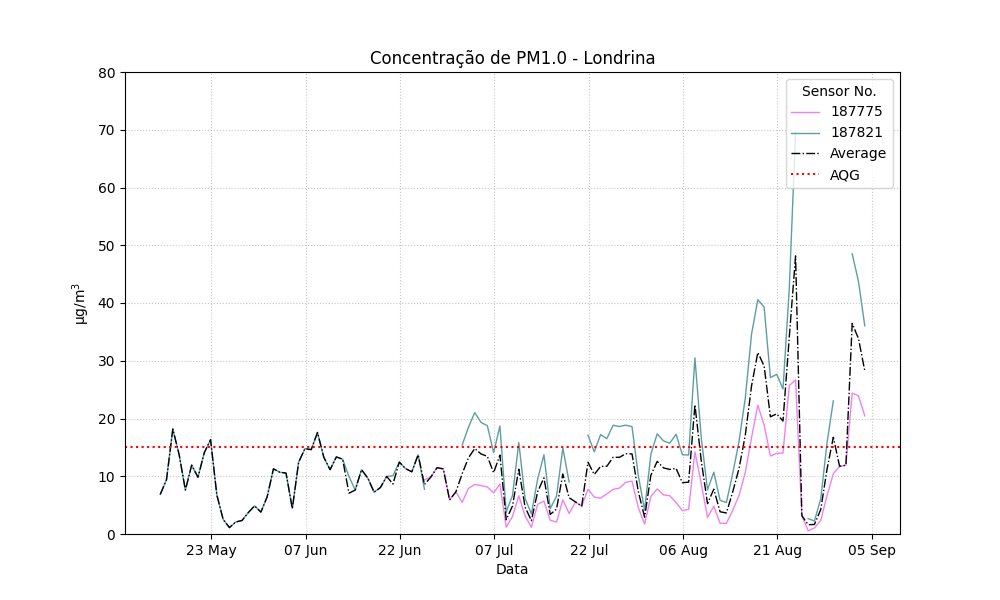 Concentração de PM1.0 - Londrina
80
70
60
50
40
30
20
10
0
µg/m³
Sensor No.
187775
187821
Average
AQG
23 May
07 Jun
22 Jun
07 Jul
22 Jul
06 Aug
21 Aug
05 Sep
Data